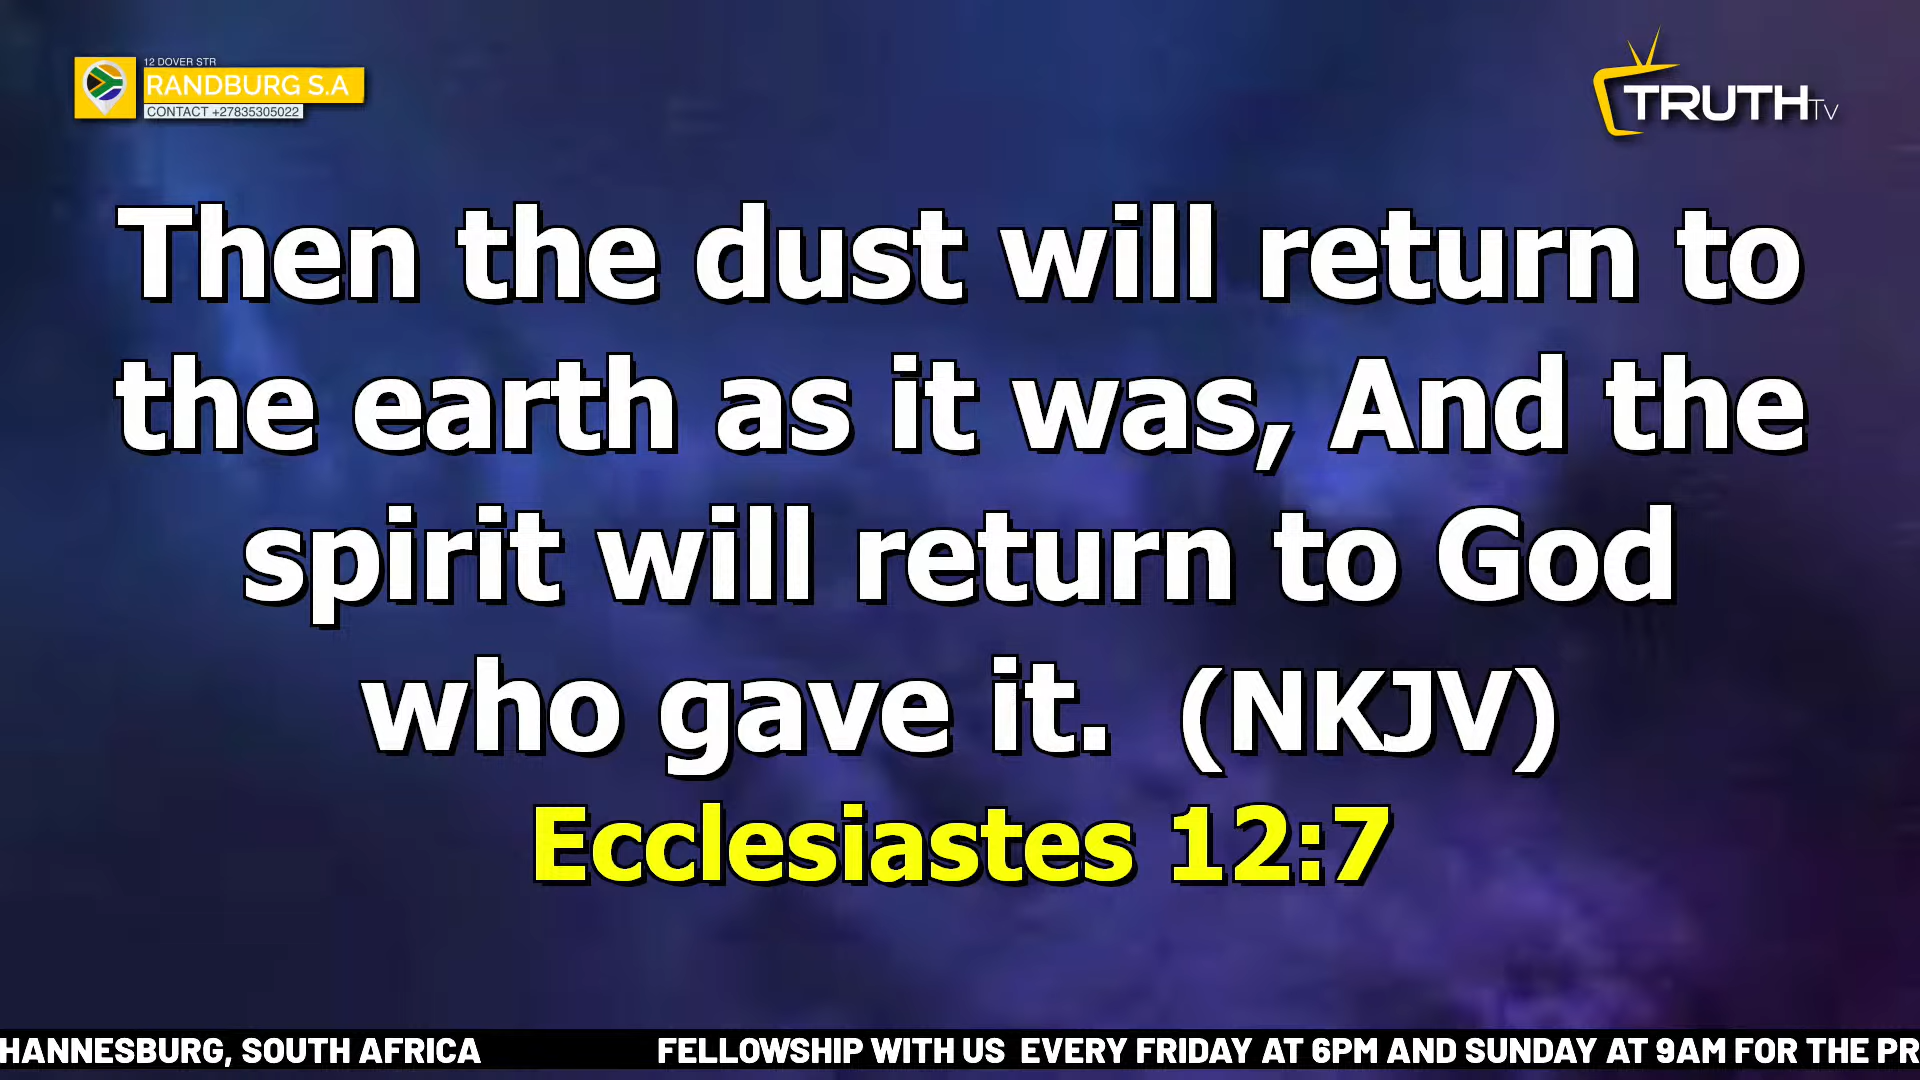 12 DOVER STR
RANDBURG S.A
CONTACT +27835305022
TRUTHTV
Then the dust will return to
the earth as it was, And the
spirit will return to God
who gave it. (NKJV)
Ecclesiastes 12:7
HANNESBURG, SOUTH AFRICA FELLOWSHIP WITH US EVERY FRIDAY AT 6PM AND SUNDAY AT 9AM FOR THE PR